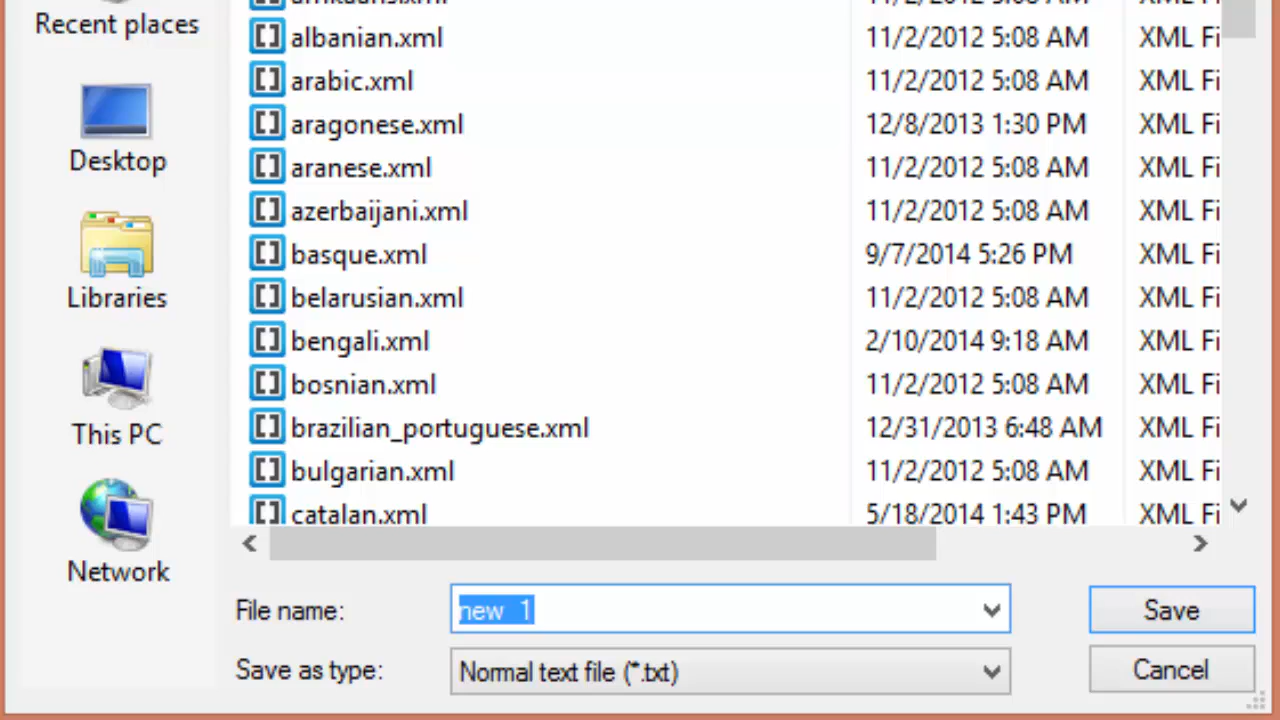 Recent places
Desktop
Libraries
This PC
Network
albanian.xml 11/2/2012 5:08 AM XML Fi
arabic.xml 11/2/2012 5:08 AM XML Fi
aragonese.xml 12/8/2013 1:30 PM XML Fi
aranese.xml 11/2/2012 5:08 AM XML Fi
azerbaijani.xml 11/2/2012 5:08 AM XML Fi
basque.xml 9/7/2014 5:26 PM XML Fi
belarusian.xml 11/2/2012 5:08 AM XML Fi
bengali.xml 2/10/2014 9:18 AM XML Fi
bosnian.xml 11/2/2012 5:08 AM XML Fi
brazilian_portuguese.xml 12/31/2013 6:48 AM XML Fi
bulgarian.xml 11/2/2012 5:08 AM XML Fi
catalan.xml 5/18/2014 1:43 PM XML Fi
File name: new 1 Save
Save as type: Normal text file (*.txt) Cancel